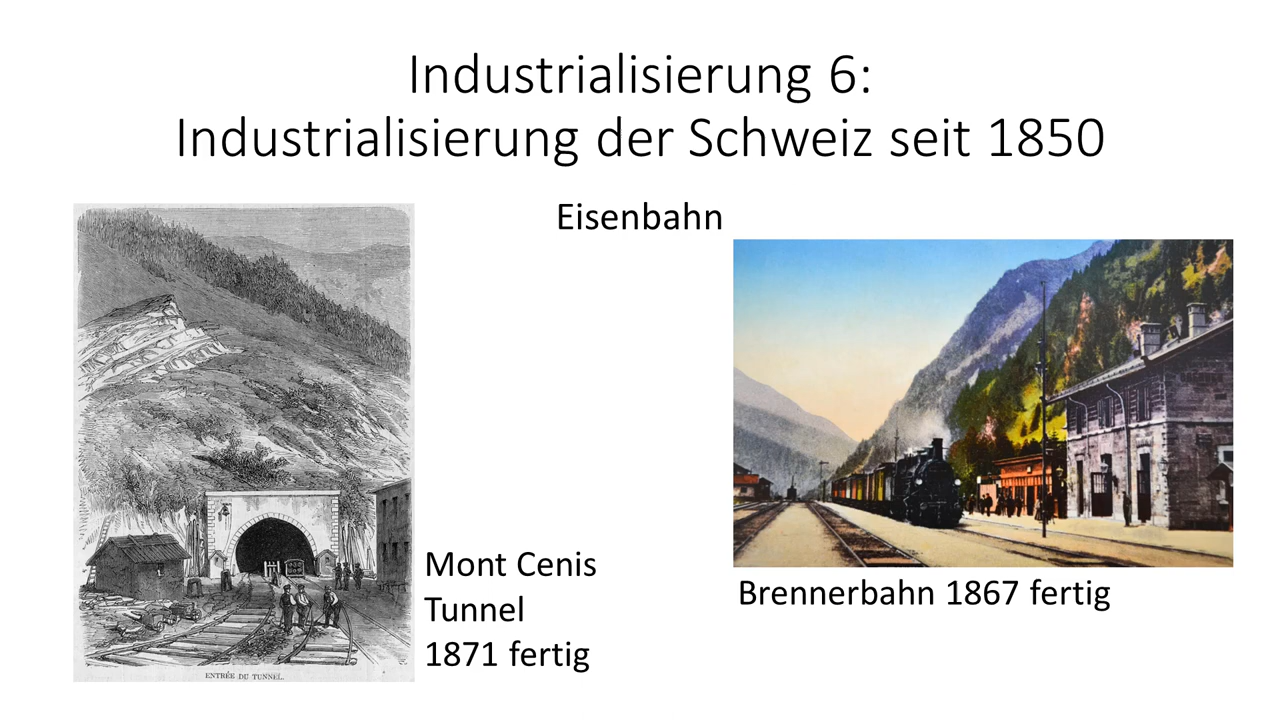 Industrialisierung 6:
Industrialisierung der Schweiz seit 1850
Eisenbahn
ENTRÉE DU TUNNEL.
Mont Cenis
Tunnel
1871 fertig
Brennerbahn 1867 fertig